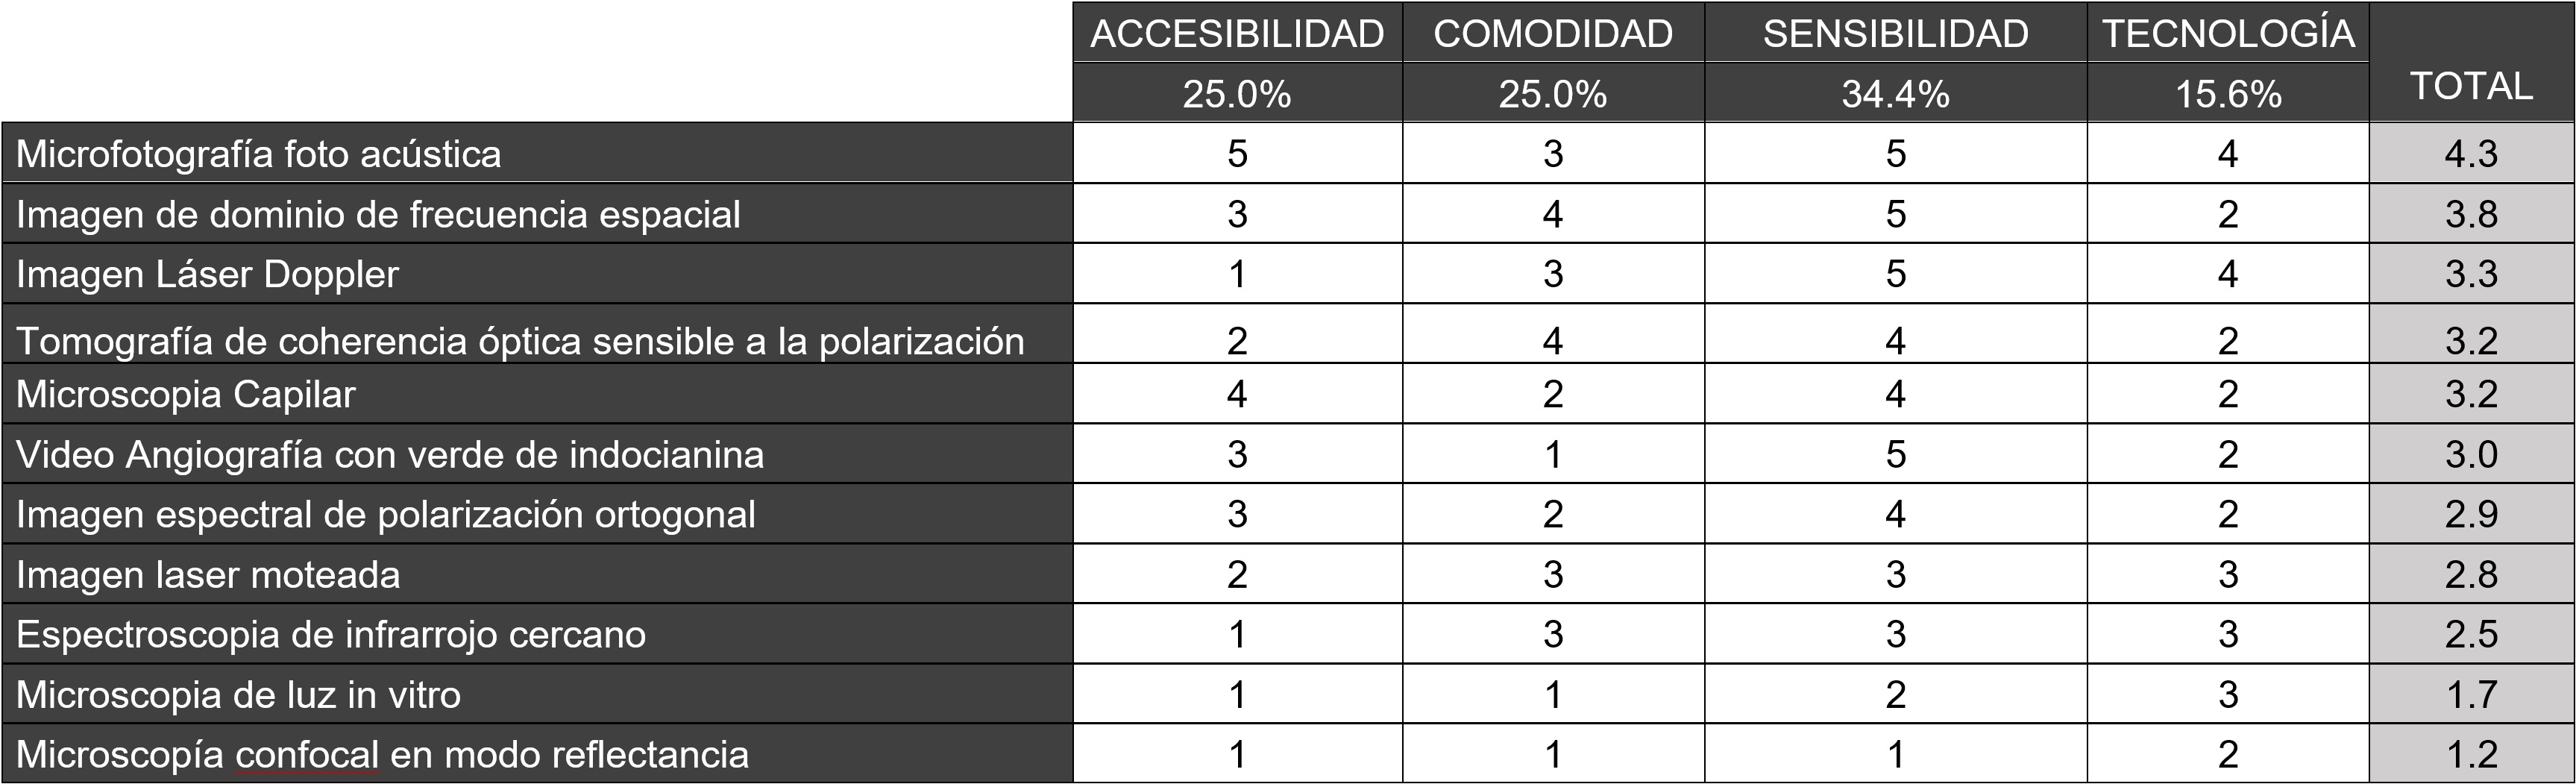 ACCESIBILIDAD COMODIDAD SENSIBILIDAD TECNOLOGÍA TOTAL
25.0% 25.0% 34.4% 15.6%
Microfotografía foto acústica 5 3 5 4 4.3
Imagen de dominio de frecuencia espacial 3 4 5 2 3.8
Imagen Láser Doppler 1 3 5 4 3.3
Tomografía de coherencia óptica sensible a la polarización 2 4 4 2 3.2
Microscopia Capilar 4 2 4 2 3.2
Video Angiografía con verde de indocianina 3 1 5 2 3.0
Imagen espectral de polarización ortogonal 3 2 4 2 2.9
Imagen laser moteada 2 3 3 3 2.8
Espectroscopia de infrarrojo cercano 1 3 3 3 2.5
Microscopia de luz in vitro 1 1 2 3 1.7
Microscopía confocal en modo reflectancia 1 1 1 2 1.2